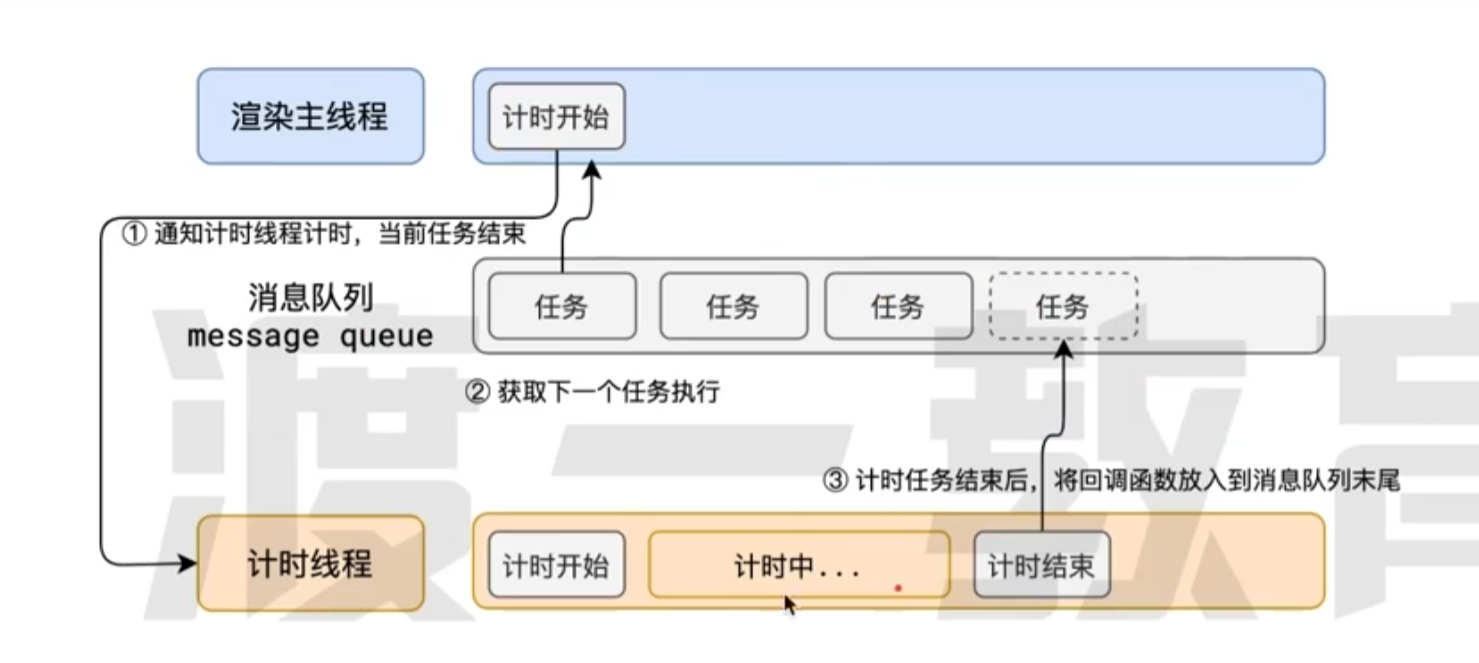 渲染主线程
计时开始
① 通知计时线程计时，当前任务结束
消息队列
message queue
任务
任务
任务
任务
② 获取下一个任务执行
③ 计时任务结束后，将回调函数放入到消息队列末尾
计时线程
计时开始
计时中...
计时结束
渡一教育